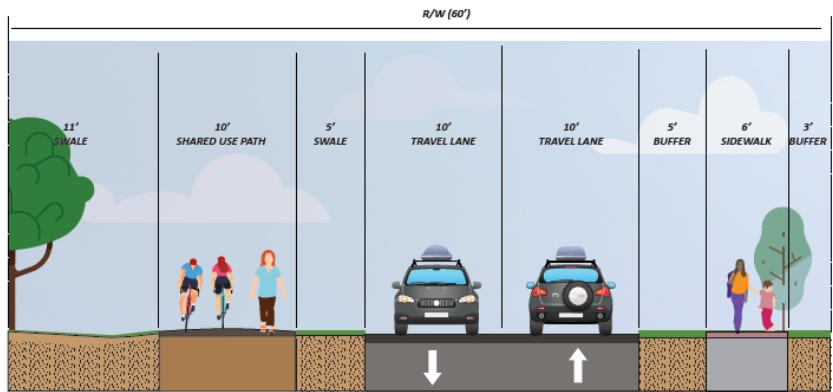 R/W (60')
11'
SWALE
10'
SHARED USE PATH
5'
SWALE
10'
TRAVEL LANE
10'
TRAVEL LANE
5'
BUFFER
6'
SIDEWALK
3'
BUFFER